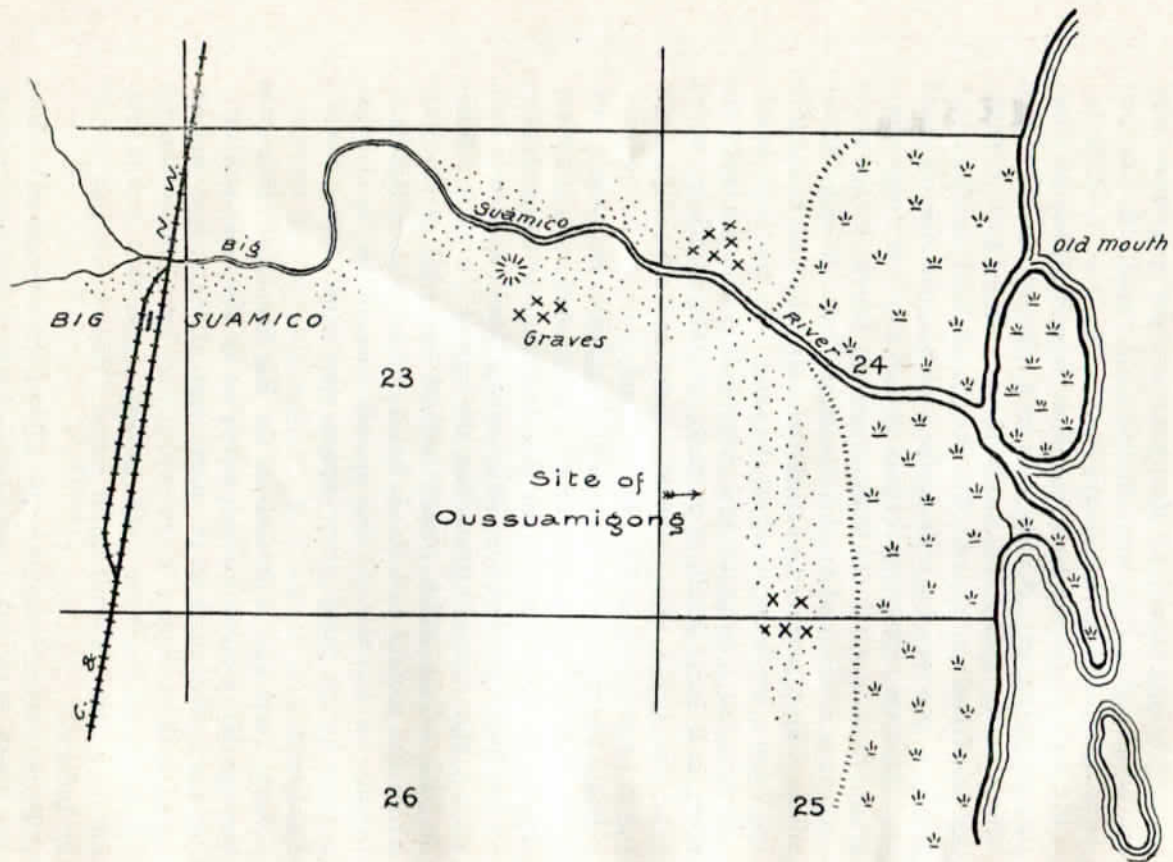 N. W.
Big
Suamico
River
Old mouth
BIG SUAMICO
Graves
23
24
Site of
Oussuamigong
C. &
26
25